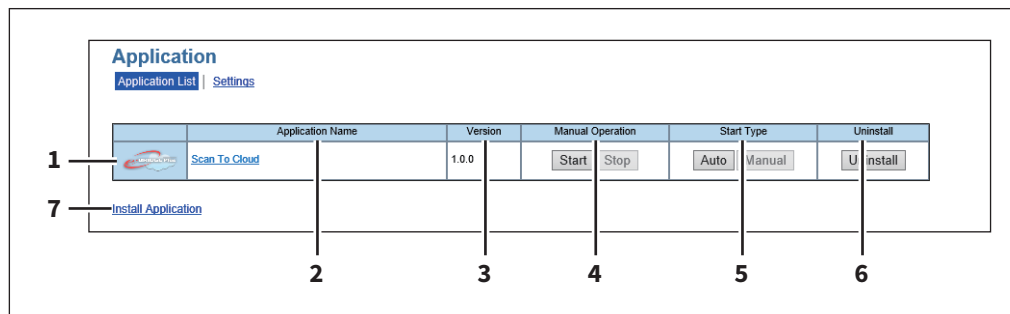 Application
Application List | Settings
Application Name Version Manual Operation Start Type Uninstall
1 Scan To Cloud 1.0.0 Start Stop Auto Manual Uninstall
7 Install Application
2 3 4 5 6